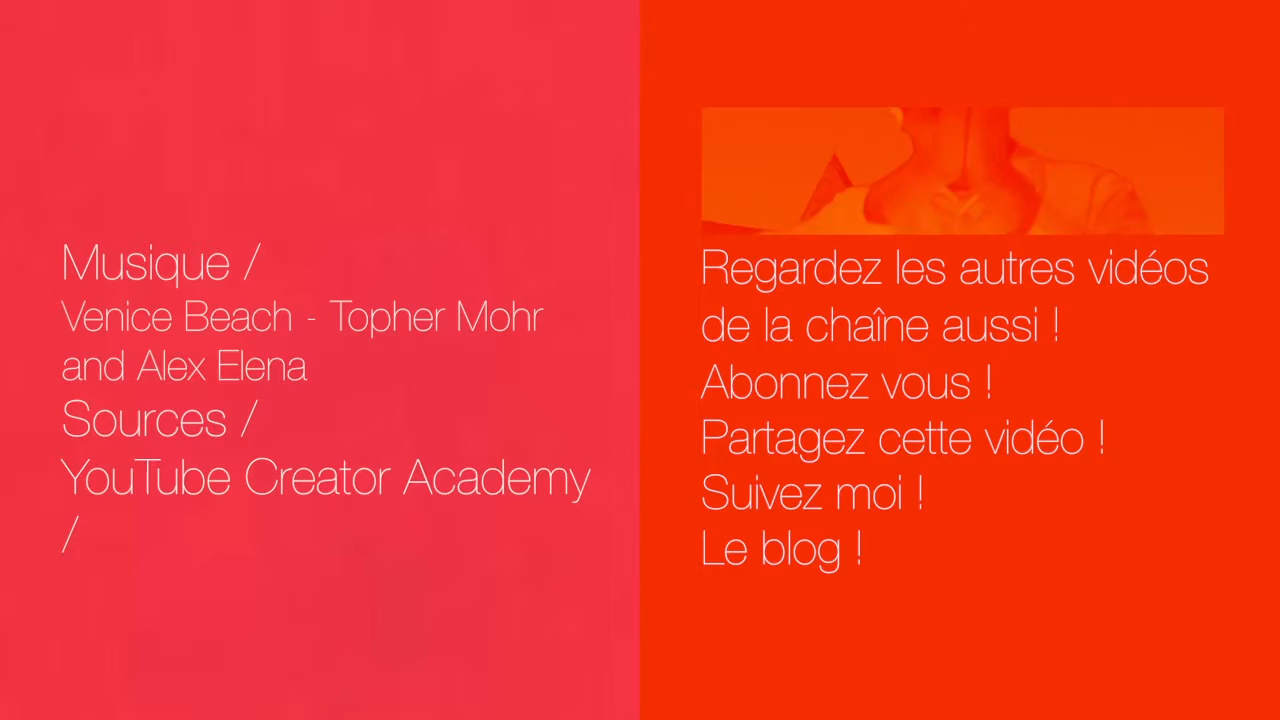 Musique /
Venice Beach - Topher Mohr
and Alex Elena
Sources /
YouTube Creator Academy
/
Regardez les autres vidéos
de la chaîne aussi !
Abonnez vous !
Partagez cette vidéo !
Suivez moi !
Le blog !